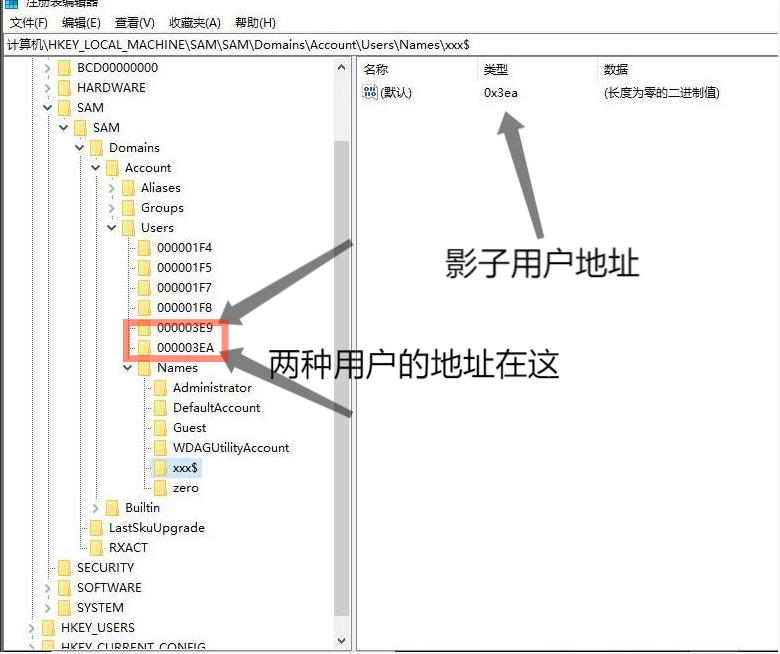 注册表编辑器
文件(F) 编辑(E) 查看(V) 收藏夹(A) 帮助(H)
计算机\HKEY_LOCAL_MACHINE\SAM\SAM\Domains\Account\Users\Names\xxx$
BCD00000000
HARDWARE
SAM
SAM
Domains
Account
Aliases
Groups
Users
000001F4
000001F5
000001F7
000001F8
000003E9
000003EA
Names
Administrator
DefaultAccount
Guest
WDAGUtilityAccount
xxx$
zero
Builtin
LastSkuUpgrade
RXACT
SECURITY
SOFTWARE
SYSTEM
HKEY_USERS
HKEY_CURRENT_CONFIG
名称 类型 数据
(默认) 0x3ea (长度为零的二进制值)
影子用户地址
两种用户的地址在这